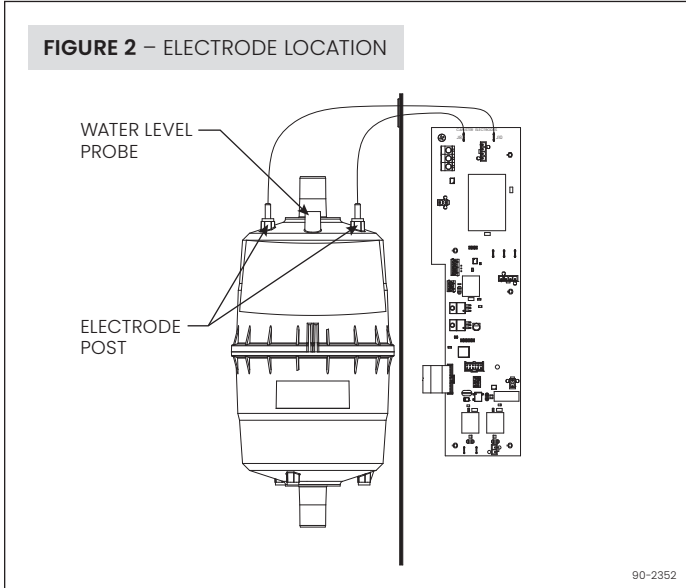 FIGURE 2 – ELECTRODE LOCATION
WATER LEVEL
PROBE
ELECTRODE
POST
90-2352